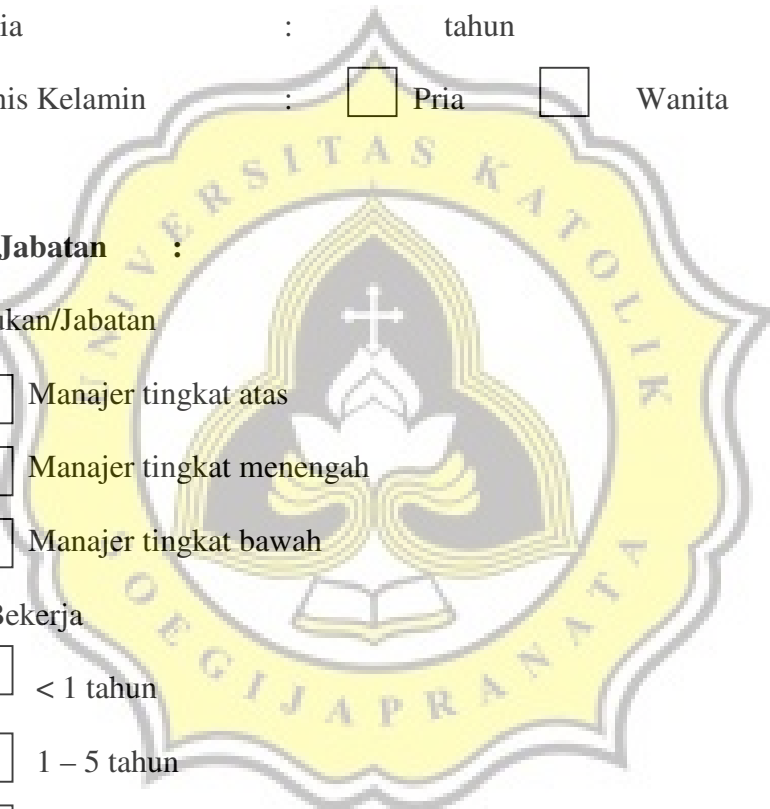 ia : tahun
nis Kelamin : Pria Wanita
Jabatan :
ukan/Jabatan
Manajer tingkat atas
Manajer tingkat menengah
Manajer tingkat bawah
Bekerja
< 1 tahun
1 – 5 tahun
UNIVERSITAS KATOLIK
SOEGIJAPRANATA